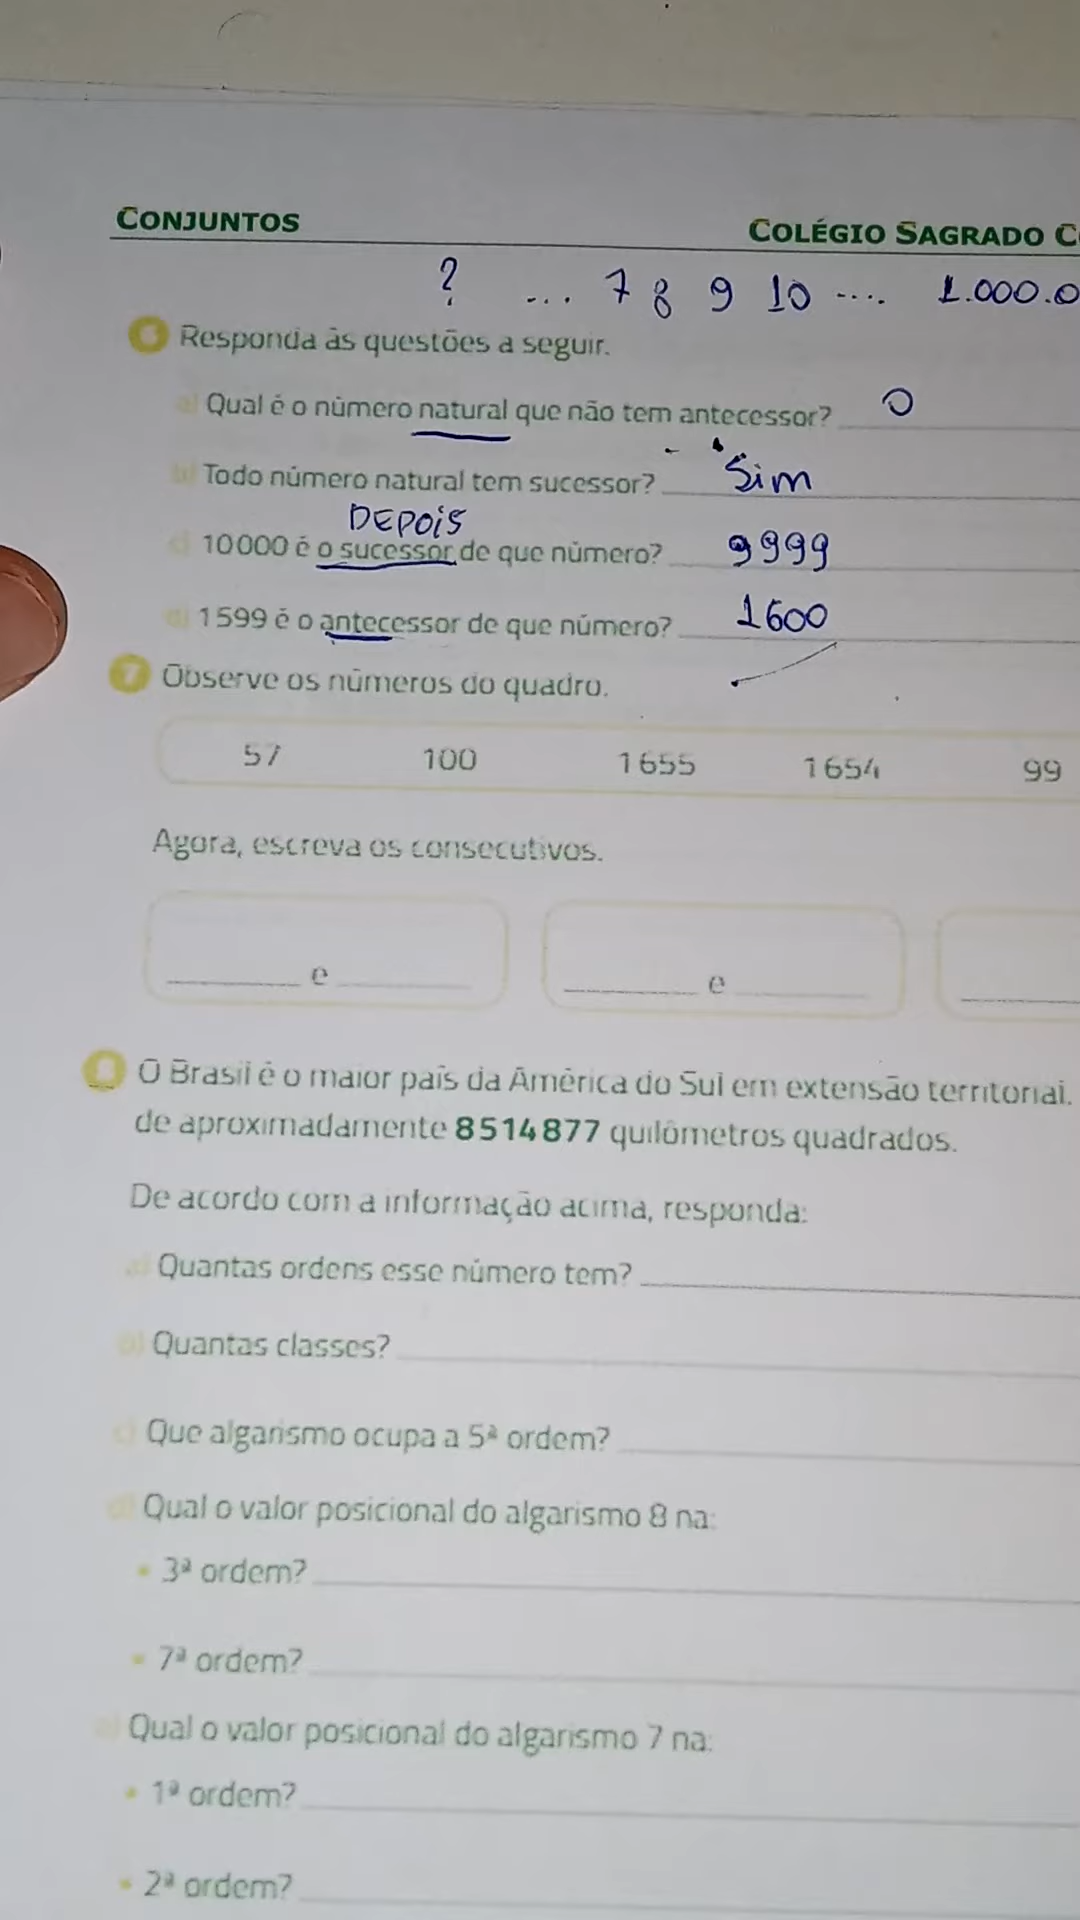 CONJUNTOS COLÉGIO SAGRADO C
? ... 7 8 9 10 .... 1.000.0
6 Responda às questões a seguir.
a) Qual é o número natural que não tem antecessor? 0
b) Todo número natural tem sucessor? Sim
DEPOIS
c) 10000 é o sucessor de que número? 9999
d) 1599 é o antecessor de que número? 1600
7 Observe os números do quadro.
57 100 1655 1654 99
Agora, escreva os consecutivos.
e e
8 O Brasil é o maior país da América do Sul em extensão territorial.
de aproximadamente 8514877 quilômetros quadrados.
De acordo com a informação acima, responda:
a) Quantas ordens esse número tem?
b) Quantas classes?
c) Que algarismo ocupa a 5ª ordem?
d) Qual o valor posicional do algarismo 8 na:
• 3ª ordem?
• 7ª ordem?
Qual o valor posicional do algarismo 7 na:
• 1ª ordem?
• 2ª ordem?